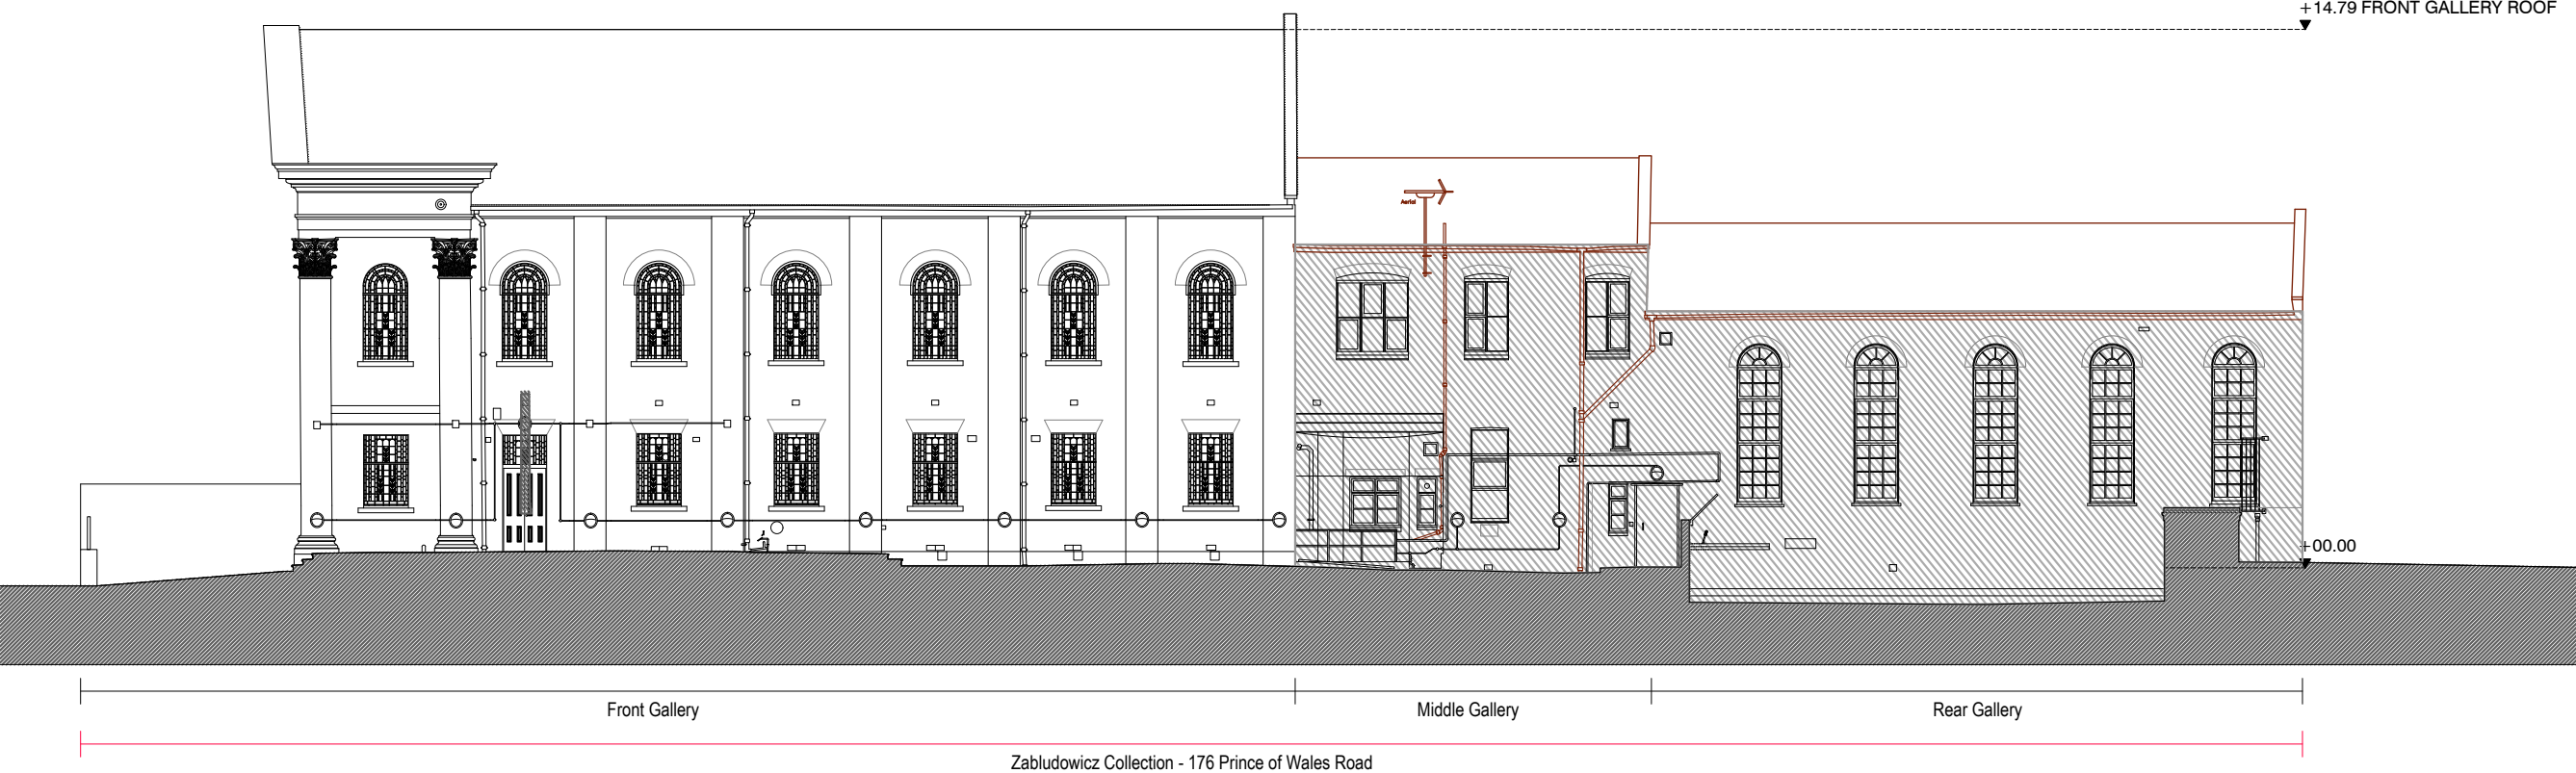 +14.79 FRONT GALLERY ROOF
Aerial
+00.00
Front Gallery
Middle Gallery
Rear Gallery
Zabludowicz Collection - 176 Prince of Wales Road